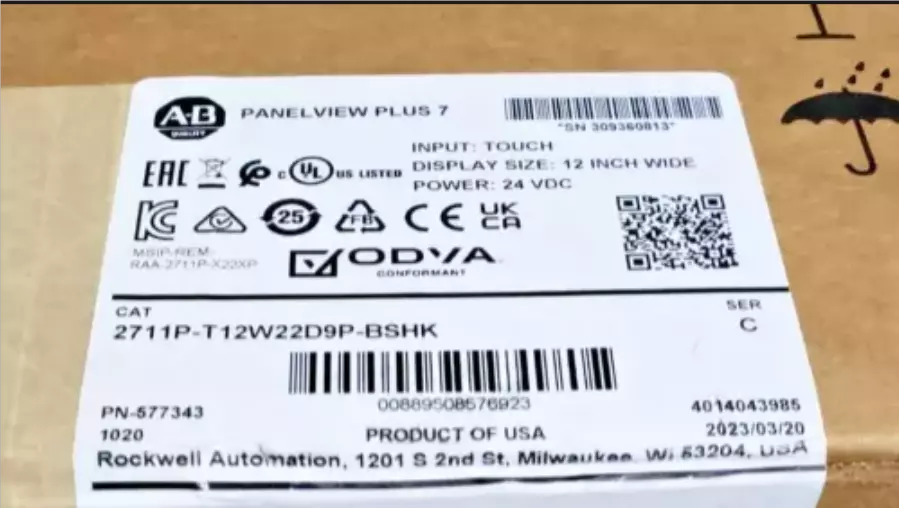 A-B
QUALITY
PANELVIEW PLUS 7
*SN 309360813*
INPUT: TOUCH
DISPLAY SIZE: 12 INCH WIDE
POWER: 24 VDC
EAC
C UL US LISTED
25
FB
CE
UK
CA
MSIP-REM-
RAA-2711P-X22XP
ODVA
CONFORMANT
CAT
2711P-T12W22D9P-BSHK
SER
C
00889508576923
PN-577343
1020
PRODUCT OF USA
4014043985
2023/03/20
Rockwell Automation, 1201 S 2nd St, Milwaukee, WI 53204, USA